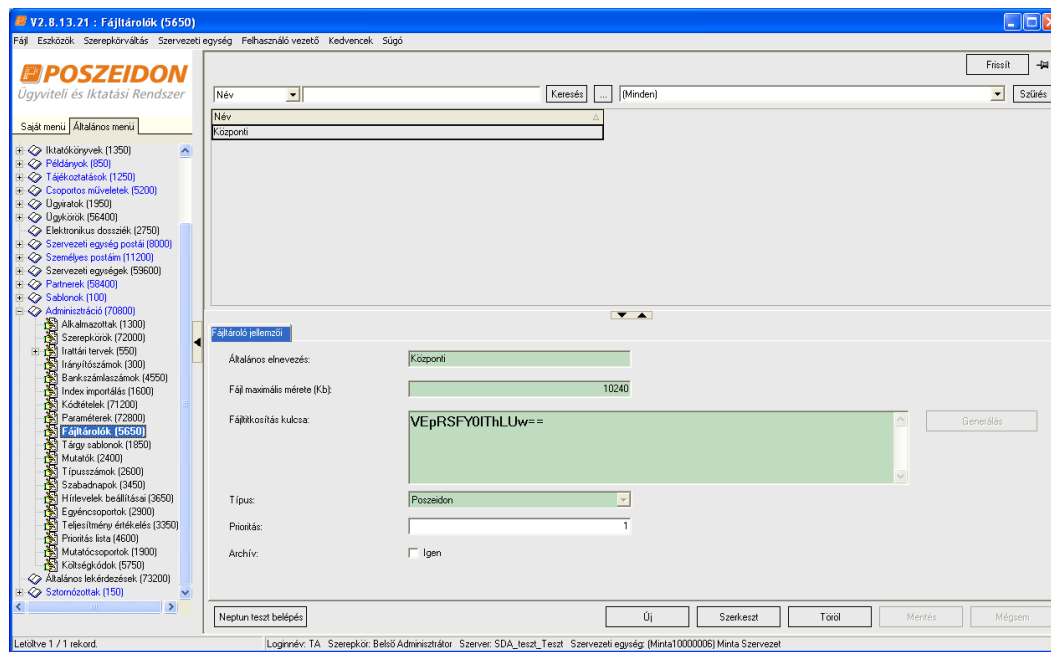 V2.8.13.21 : Fájltárolók (5650)
Fájl Eszközök Szerepkörváltás Szervezeti egység Felhasználó vezető Kedvencek Súgó
POSZEIDON
Ügyviteli és Iktatási Rendszer
Frissít
Név
Keresés
...
(Minden)
Szűrés
Saját menü
Általános menü
Név
Központi
Iktatókönyvek (1350)
Példányok (850)
Tájékoztatások (1250)
Csoportos műveletek (5200)
Ügyiratok (1950)
Ügykörök (56400)
Elektronikus dossziék (2750)
Szervezeti egység postái (8000)
Személyes postáim (11200)
Szervezeti egységek (59600)
Partnerek (58400)
Sablonok (100)
Adminisztráció (70800)
Alkalmazottak (1300)
Szerepkörök (72000)
Irattári tervek (550)
Irányítószámok (300)
Bankszámlaszámok (4550)
Index importálás (1600)
Kódtételek (71200)
Paraméterek (72800)
Fájltárolók (5650)
Tárgy sablonok (1850)
Mutatók (2400)
Típusszámok (2600)
Szabadnapok (3450)
Hírlevelek beállításai (3650)
Egyéncsoportok (2900)
Teljesítmény értékelés (3350)
Prioritás lista (4600)
Mutatócsoportok (1900)
Költségkódok (5750)
Általános lekérdezések (73200)
Sztornózottak (150)
Fájltároló jellemzői
Általános elnevezés:
Központi
Fájl maximális mérete (Kb):
10240
Fájltitkosítás kulcsa:
VEpRSFY0IThLUw==
Generálás
Típus:
Poszeidon
Prioritás:
1
Archív:
Igen
Neptun teszt belépés
Új
Szerkeszt
Töröl
Mentés
Mégsem
Letöltve 1 / 1 rekord.
Loginnév: TA Szerepkör: Belső Adminisztrátor Szerver: SDA_teszt_Teszt Szervezeti egység: (Minta10000006) Minta Szervezet